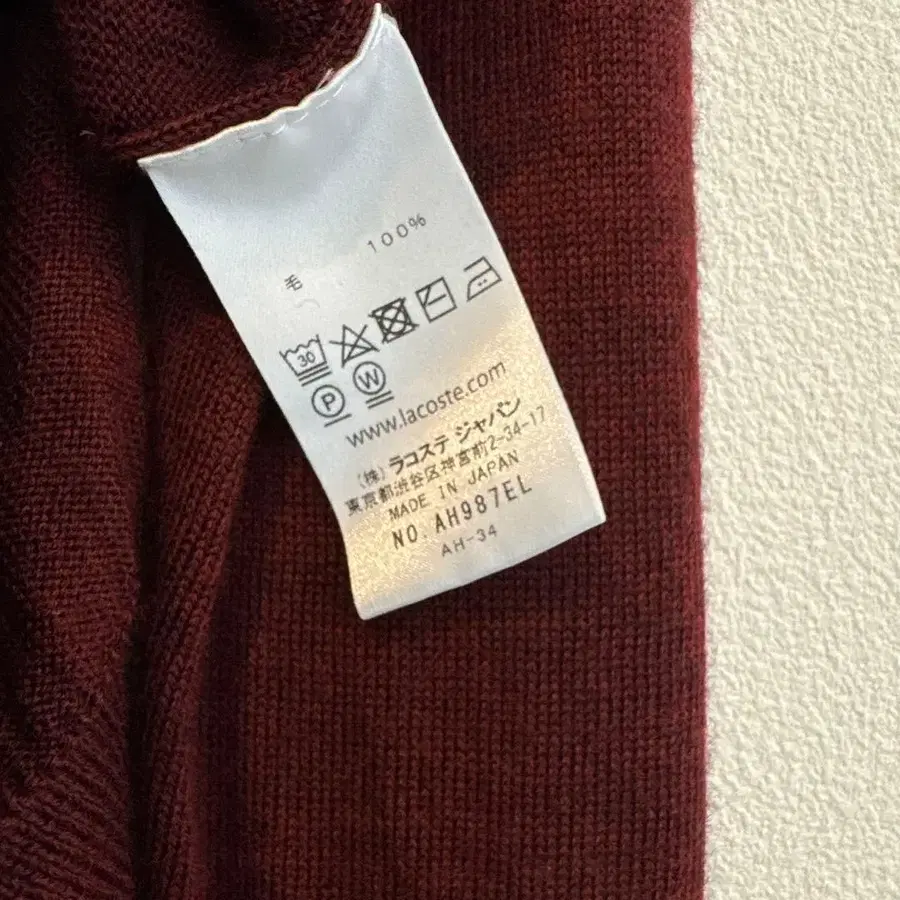 毛 100%
30
P W
www.lacoste.com
(株) ラコステ ジャパン
東京都渋谷区神宮前2-34-17
MADE IN JAPAN
NO. AH987EL
AH-34